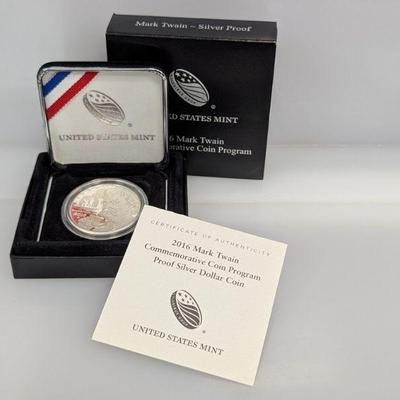 Mark Twain ~ Silver Proof
UNITED STATES MINT
2016 Mark Twain
Commemorative Coin Program
UNITED STATES MINT
CERTIFICATE OF AUTHENTICITY
2016 Mark Twain
Commemorative Coin Program
Proof Silver Dollar Coin
UNITED STATES MINT